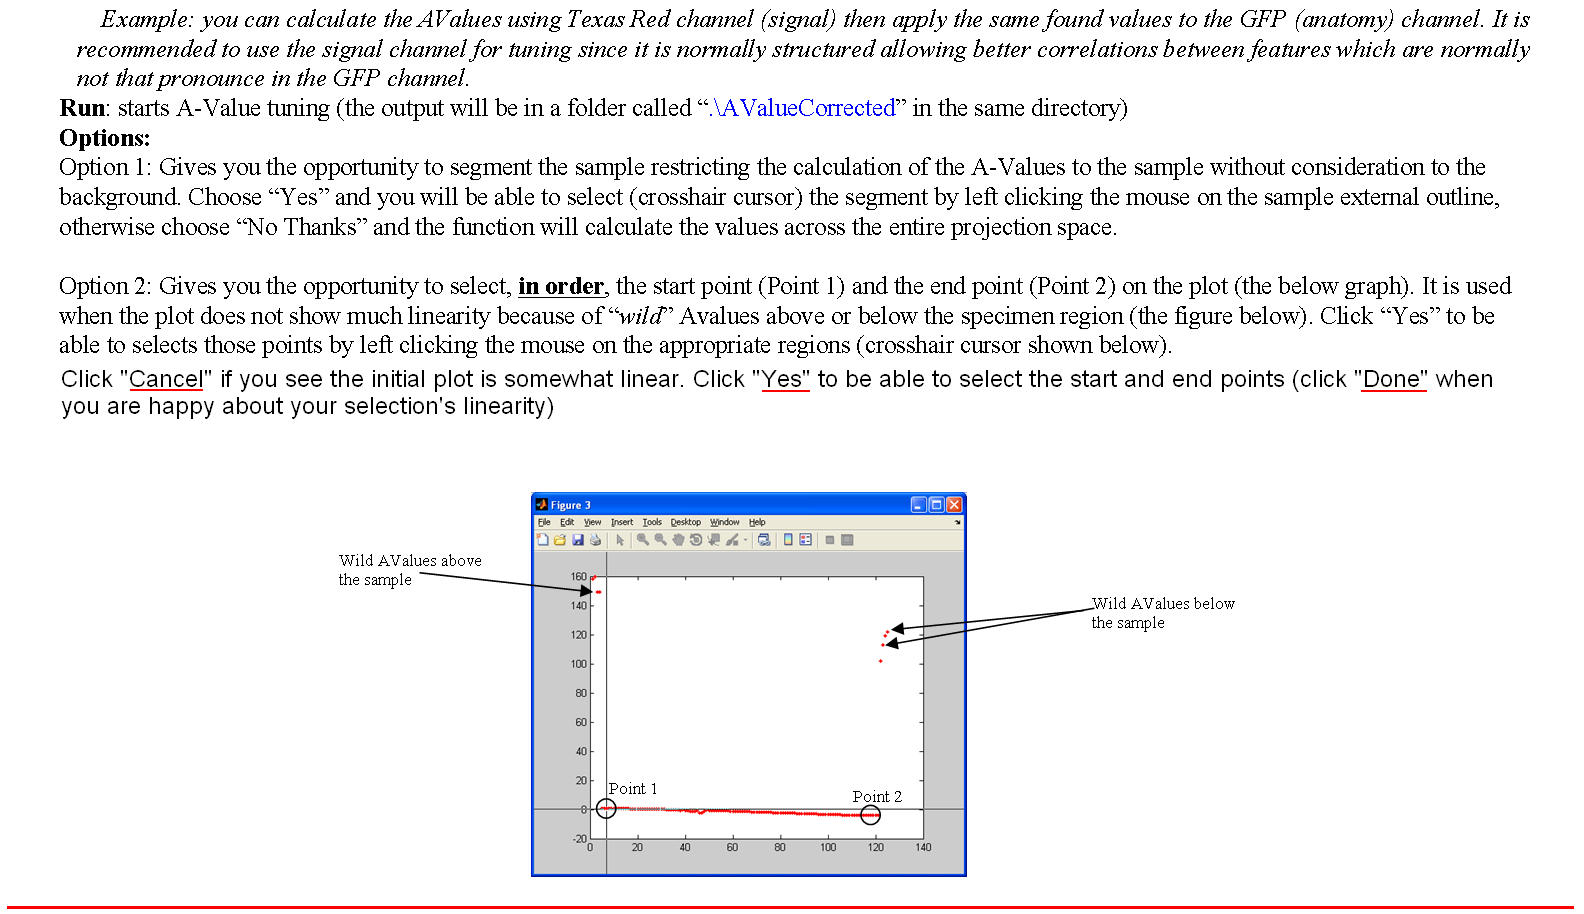 Example: you can calculate the AValues using Texas Red channel (signal) then apply the same found values to the GFP (anatomy) channel. It is
recommended to use the signal channel for tuning since it is normally structured allowing better correlations between features which are normally
not that pronounce in the GFP channel.
Run: starts A-Value tuning (the output will be in a folder called “.\AValueCorrected” in the same directory)
Options:
Option 1: Gives you the opportunity to segment the sample restricting the calculation of the A-Values to the sample without consideration to the
background. Choose “Yes” and you will be able to select (crosshair cursor) the segment by left clicking the mouse on the sample external outline,
otherwise choose “No Thanks” and the function will calculate the values across the entire projection space.
Option 2: Gives you the opportunity to select, in order, the start point (Point 1) and the end point (Point 2) on the plot (the below graph). It is used
when the plot does not show much linearity because of “wild” Avalues above or below the specimen region (the figure below). Click “Yes” to be
able to selects those points by left clicking the mouse on the appropriate regions (crosshair cursor shown below).
Click "Cancel" if you see the initial plot is somewhat linear. Click "Yes" to be able to select the start and end points (click "Done" when
you are happy about your selection's linearity)
Figure 3
File Edit View Insert Tools Desktop Window Help
Wild AValues above
the sample
Wild AValues below
the sample
160
140
120
100
80
60
40
20
0
-20
Point 1
Point 2
0 20 40 60 80 100 120 140